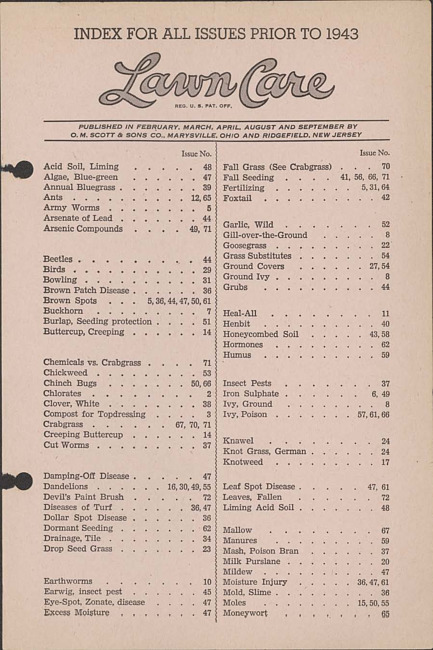 INDEX FOR ALL ISSUES PRIOR TO 1943
Lawn Care
REG. U. S. PAT. OFF.
PUBLISHED IN FEBRUARY, MARCH, APRIL, AUGUST AND SEPTEMBER BY
O. M. SCOTT & SONS CO., MARYSVILLE, OHIO AND RIDGEFIELD, NEW JERSEY
Issue No.
Acid Soil, Liming . . . . . 48
Algae, Blue-green . . . . . 47
Annual Bluegrass . . . . . 39
Ants . . . . . . . . 12, 65
Army Worms . . . . . . 5
Arsenate of Lead . . . . . 44
Arsenic Compounds . . . . 49, 71
Beetles . . . . . . . . 44
Birds . . . . . . . . 29
Bowling . . . . . . . . 31
Brown Patch Disease . . . . . 36
Brown Spots . . . 5, 36, 44, 47, 50, 61
Buckhorn . . . . . . . 7
Burlap, Seeding protection . . . . 51
Buttercup, Creeping . . . . . 14
Chemicals vs. Crabgrass . . . . 71
Chickweed . . . . . . . 53
Chinch Bugs . . . . . . 50, 66
Chlorates . . . . . . . 2
Clover, White . . . . . . 38
Compost for Topdressing . . . . 3
Crabgrass . . . . . 67, 70, 71
Creeping Buttercup . . . . . 14
Cut Worms . . . . . . 37
Damping-Off Disease . . . . . 47
Dandelions . . . . 16, 30, 49, 55
Devil's Paint Brush . . . . . 72
Diseases of Turf . . . . . 36, 47
Dollar Spot Disease . . . . . 36
Dormant Seeding . . . . . 62
Drainage, Tile . . . . . . 34
Drop Seed Grass . . . . . 23
Earthworms . . . . . . 10
Earwig, insect pest . . . . . 45
Eye-Spot, Zonate, disease . . . . 47
Excess Moisture . . . . . 47
Issue No.
Fall Grass (See Crabgrass) . . . 70
Fall Seeding . . . . 41, 56, 66, 71
Fertilizing . . . . . . 5, 31, 64
Foxtail . . . . . . . 42
Garlic, Wild . . . . . . 52
Gill-over-the-Ground . . . . . 8
Goosegrass . . . . . . 22
Grass Substitutes . . . . . 54
Ground Covers . . . . . 27, 54
Ground Ivy . . . . . . 8
Grubs . . . . . . . 44
Heal-All . . . . . . . 11
Henbit . . . . . . . 40
Honeycombed Soil . . . . . 43, 58
Hormones . . . . . . . 62
Humus . . . . . . . 59
Insect Pests . . . . . . 37
Iron Sulphate . . . . . . 6, 49
Ivy, Ground . . . . . . 8
Ivy, Poison . . . . . 57, 61, 66
Knawel . . . . . . . 24
Knot Grass, German . . . . . 24
Knotweed . . . . . . . 17
Leaf Spot Disease . . . . . 47, 61
Leaves, Fallen . . . . . . 72
Liming Acid Soil . . . . . 48
Mallow . . . . . . . 67
Manures . . . . . . . 59
Mash, Poison Bran . . . . . 37
Milk Purslane . . . . . . 20
Mildew . . . . . . . 47
Moisture Injury . . . . 36, 47, 61
Mold, Slime . . . . . . 36
Moles . . . . . . 15, 50, 55
Moneywort . . . . . . 65